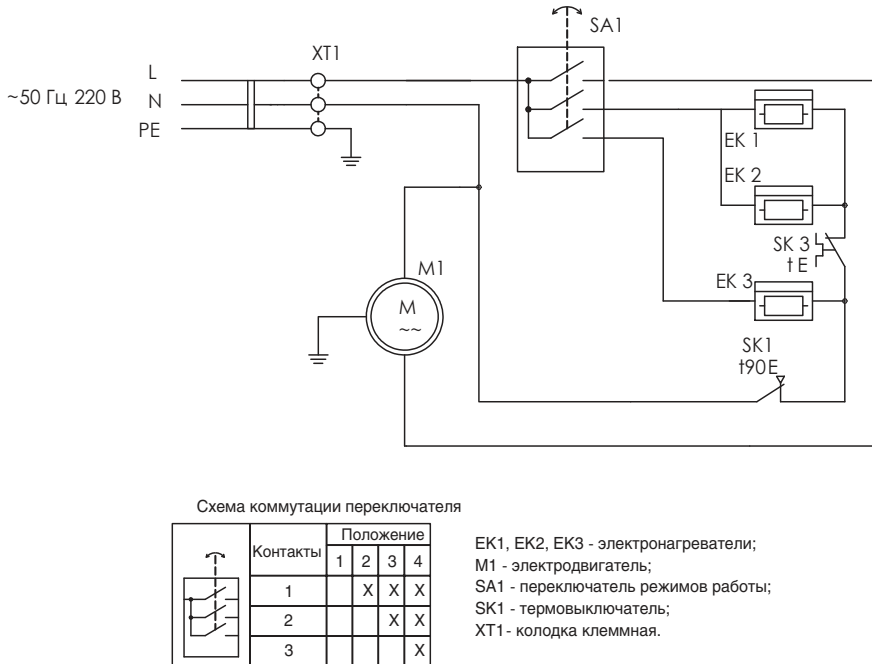 SA1
XT1
L
~50 Гц 220 В
N
PE
EK 1
EK 2
SK 3
tE
M1
EK 3
M
~~
SK1
t90E
Схема коммутации переключателя
Контакты
Положение
1 2 3 4
1 X X X
2 X X
3 X
EK1, EK2, EK3 - электронагреватели;
M1 - электродвигатель;
SA1 - переключатель режимов работы;
SK1 - термовыключатель;
XT1- колодка клеммная.